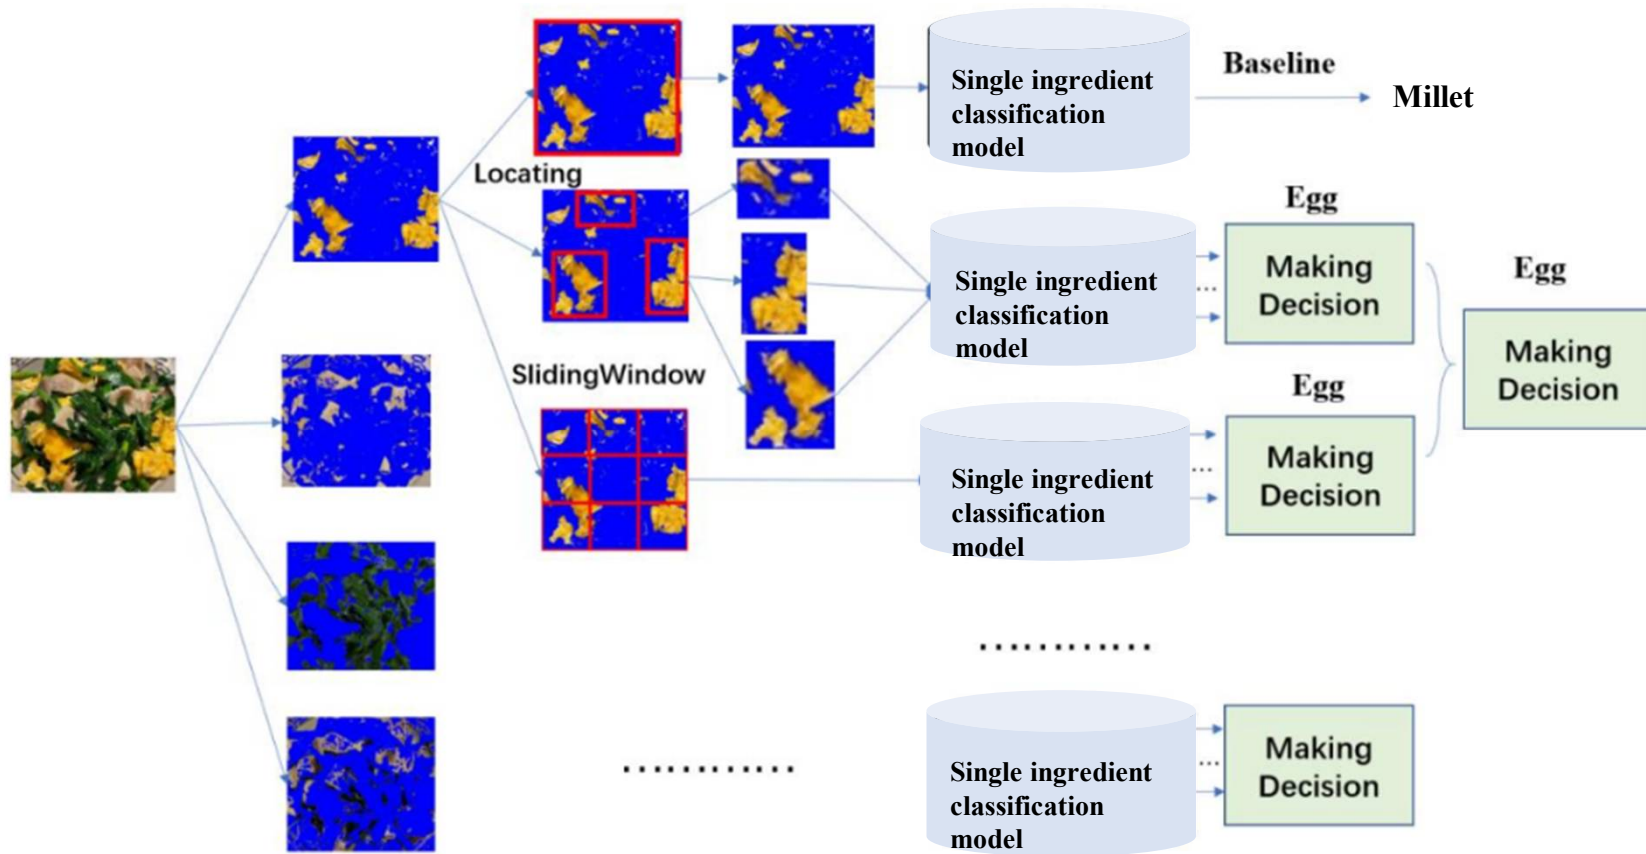 Single ingredient
classification
model
Baseline
Millet
Locating
Egg
Single ingredient
classification
model
...
Making
Decision
Egg
Making
Decision
SlidingWindow
Egg
Single ingredient
classification
model
...
Making
Decision
............
............
Single ingredient
classification
model
...
Making
Decision